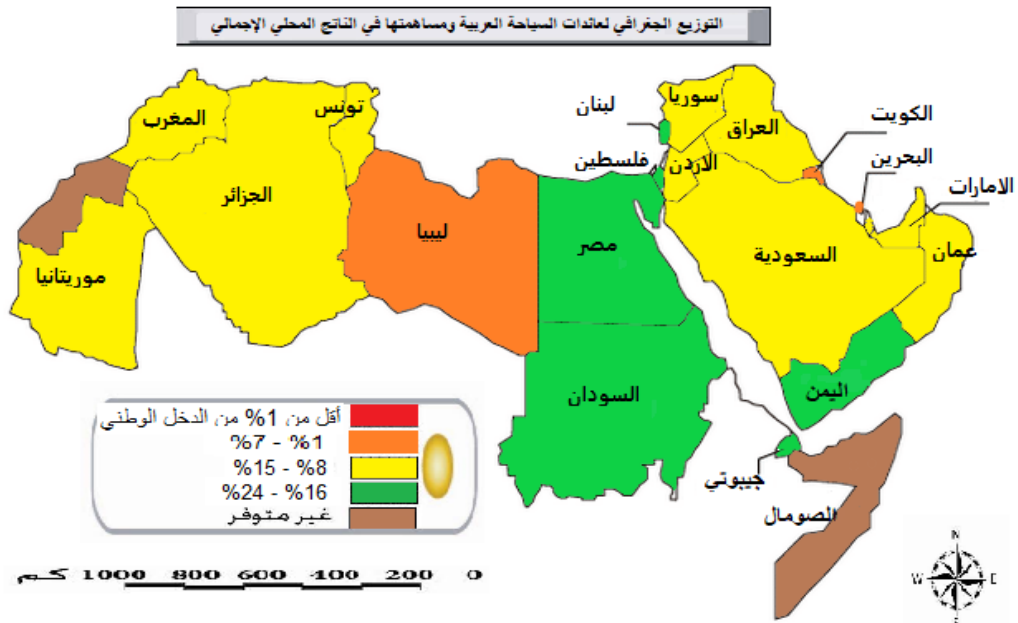 التوزيع الجغرافي لعائدات السياحة العربية ومساهمتها في الناتج المحلي الإجمالي
سوريا
لبنان
العراق
الكويت
تونس
المغرب
فلسطين
الاردن
البحرين
الامارات
الجزائر
ليبيا
مصر
السعودية
عمان
موريتانيا
السودان
اليمن
جيبوتي
الصومال
أقل من 1% من الدخل الوطني
%7 - %1
%15 - %8
%24 - %16
غير متوفر
كم 1000 800 600 400 200 0
N
W E
S